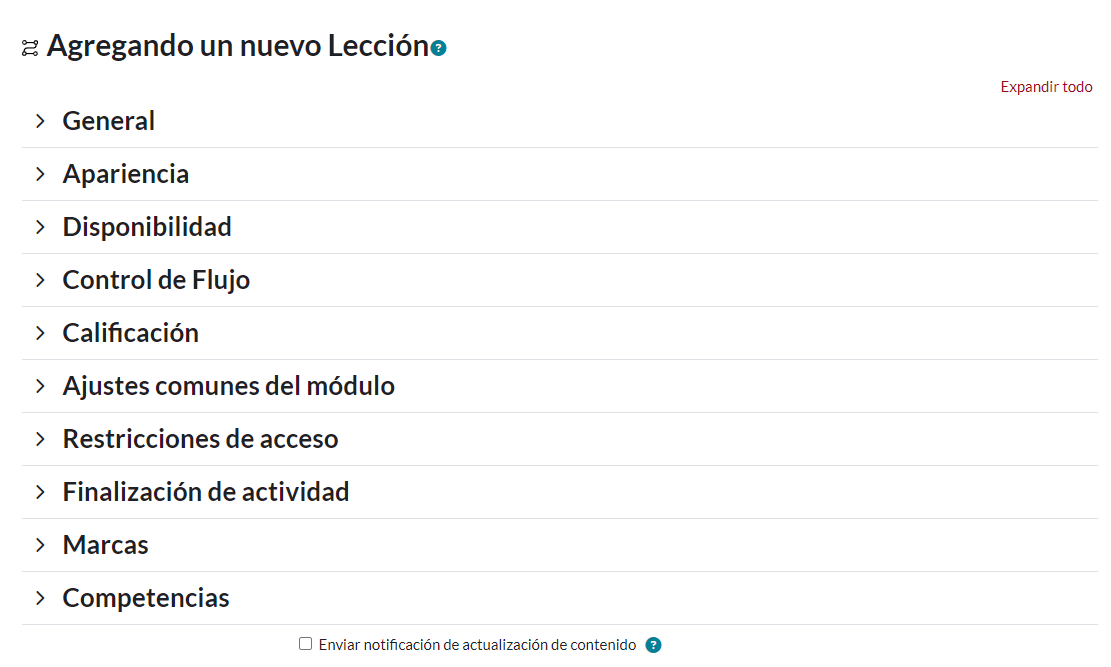 Agregando un nuevo Lección
Expandir todo
General
Apariencia
Disponibilidad
Control de Flujo
Calificación
Ajustes comunes del módulo
Restricciones de acceso
Finalización de actividad
Marcas
Competencias
Enviar notificación de actualización de contenido